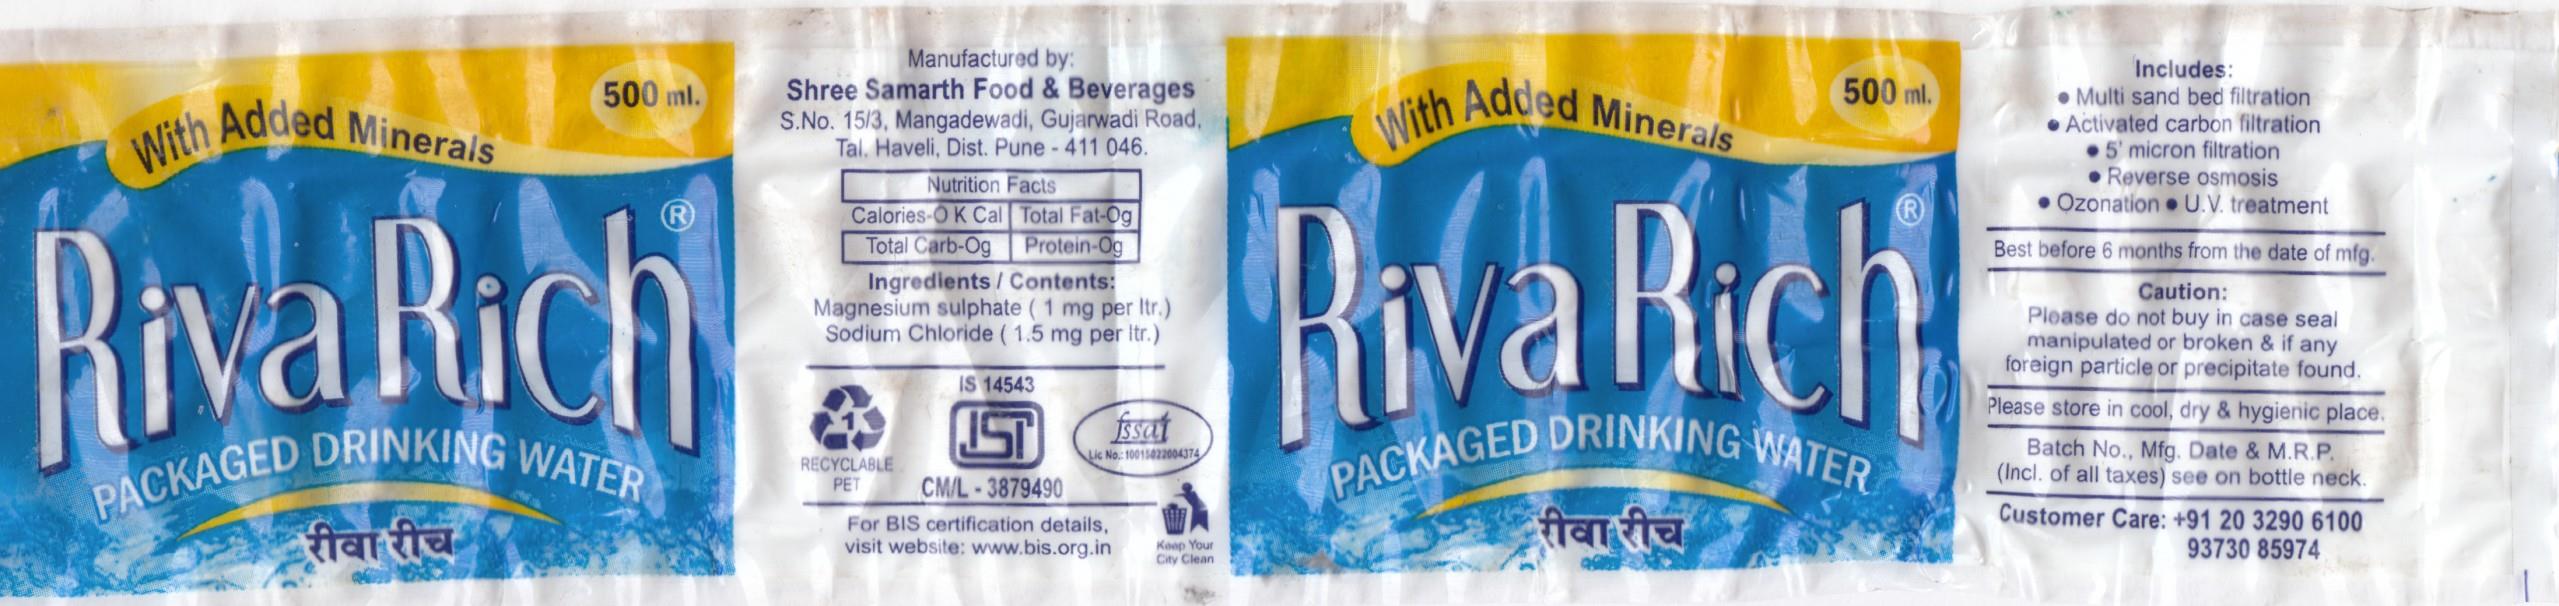 With Added Minerals
500 ml.
Riva Rich ®
PACKAGED DRINKING WATER
रीवा रीच
Manufactured by:
Shree Samarth Food & Beverages
S.No. 15/3, Mangadewadi, Gujarwadi Road,
Tal. Haveli, Dist. Pune - 411 046.
Nutrition Facts
Calories-O K Cal Total Fat-Og
Total Carb-Og Protein-Og
Ingredients / Contents:
Magnesium sulphate ( 1 mg per ltr.)
Sodium Chloride ( 1.5 mg per ltr.)
1
RECYCLABLE
PET
IS 14543
ISI
CM/L - 3879490
fssai
Lic No.:10015022004374
For BIS certification details,
visit website: www.bis.org.in
Keep Your
City Clean
With Added Minerals
500 ml.
Riva Rich ®
PACKAGED DRINKING WATER
रीवा रीच
Includes:
● Multi sand bed filtration
● Activated carbon filtration
● 5' micron filtration
● Reverse osmosis
● Ozonation ● U.V. treatment
Best before 6 months from the date of mfg.
Caution:
Please do not buy in case seal
manipulated or broken & if any
foreign particle or precipitate found.
Please store in cool, dry & hygienic place.
Batch No., Mfg. Date & M.R.P.
(Incl. of all taxes) see on bottle neck.
Customer Care: +91 20 3290 6100
93730 85974